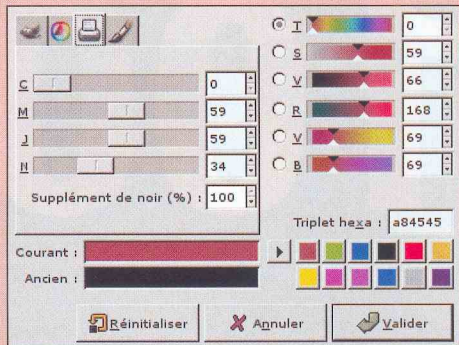 C 0
M 59
J 59
N 34
Supplément de noir (%) : 100
T 0
S 59
V 66
R 168
V 69
B 69
Triplet hexa : a84545
Courant :
Ancien :
Réinitialiser Annuler Valider